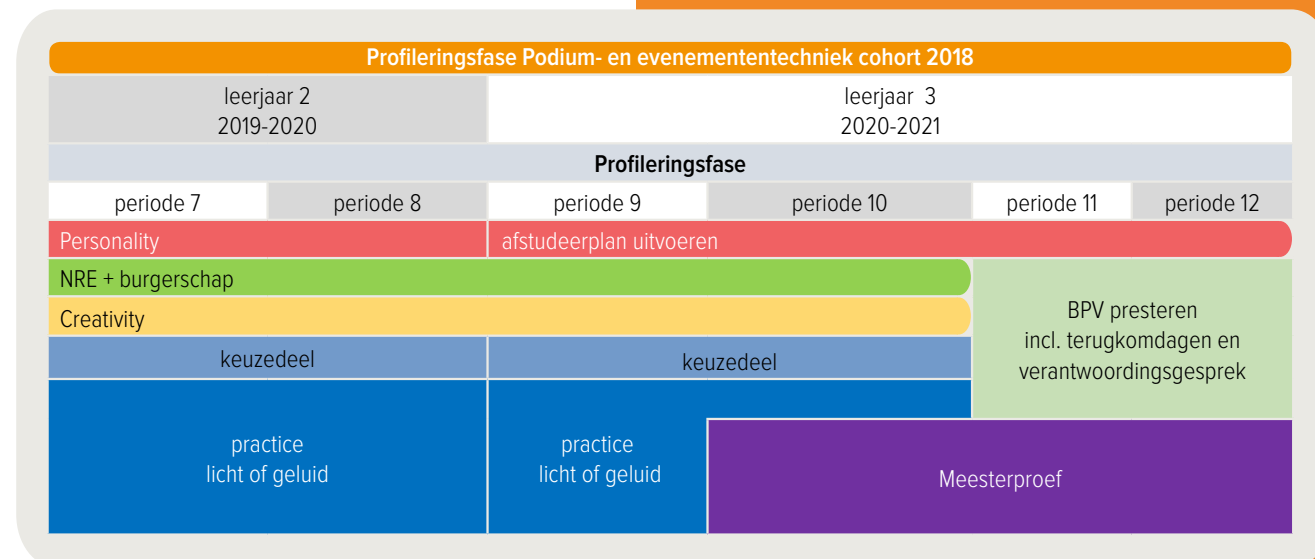 Profileringsfase Podium- en evenemententechniek cohort 2018
leerjaar 2
2019-2020
leerjaar 3
2020-2021
Profileringsfase
periode 7
periode 8
periode 9
periode 10
periode 11
periode 12
Personality
afstudeerplan uitvoeren
NRE + burgerschap
Creativity
BPV presteren
incl. terugkomdagen en
verantwoordingsgesprek
keuzedeel
keuzedeel
practice
licht of geluid
practice
licht of geluid
Meesterproef